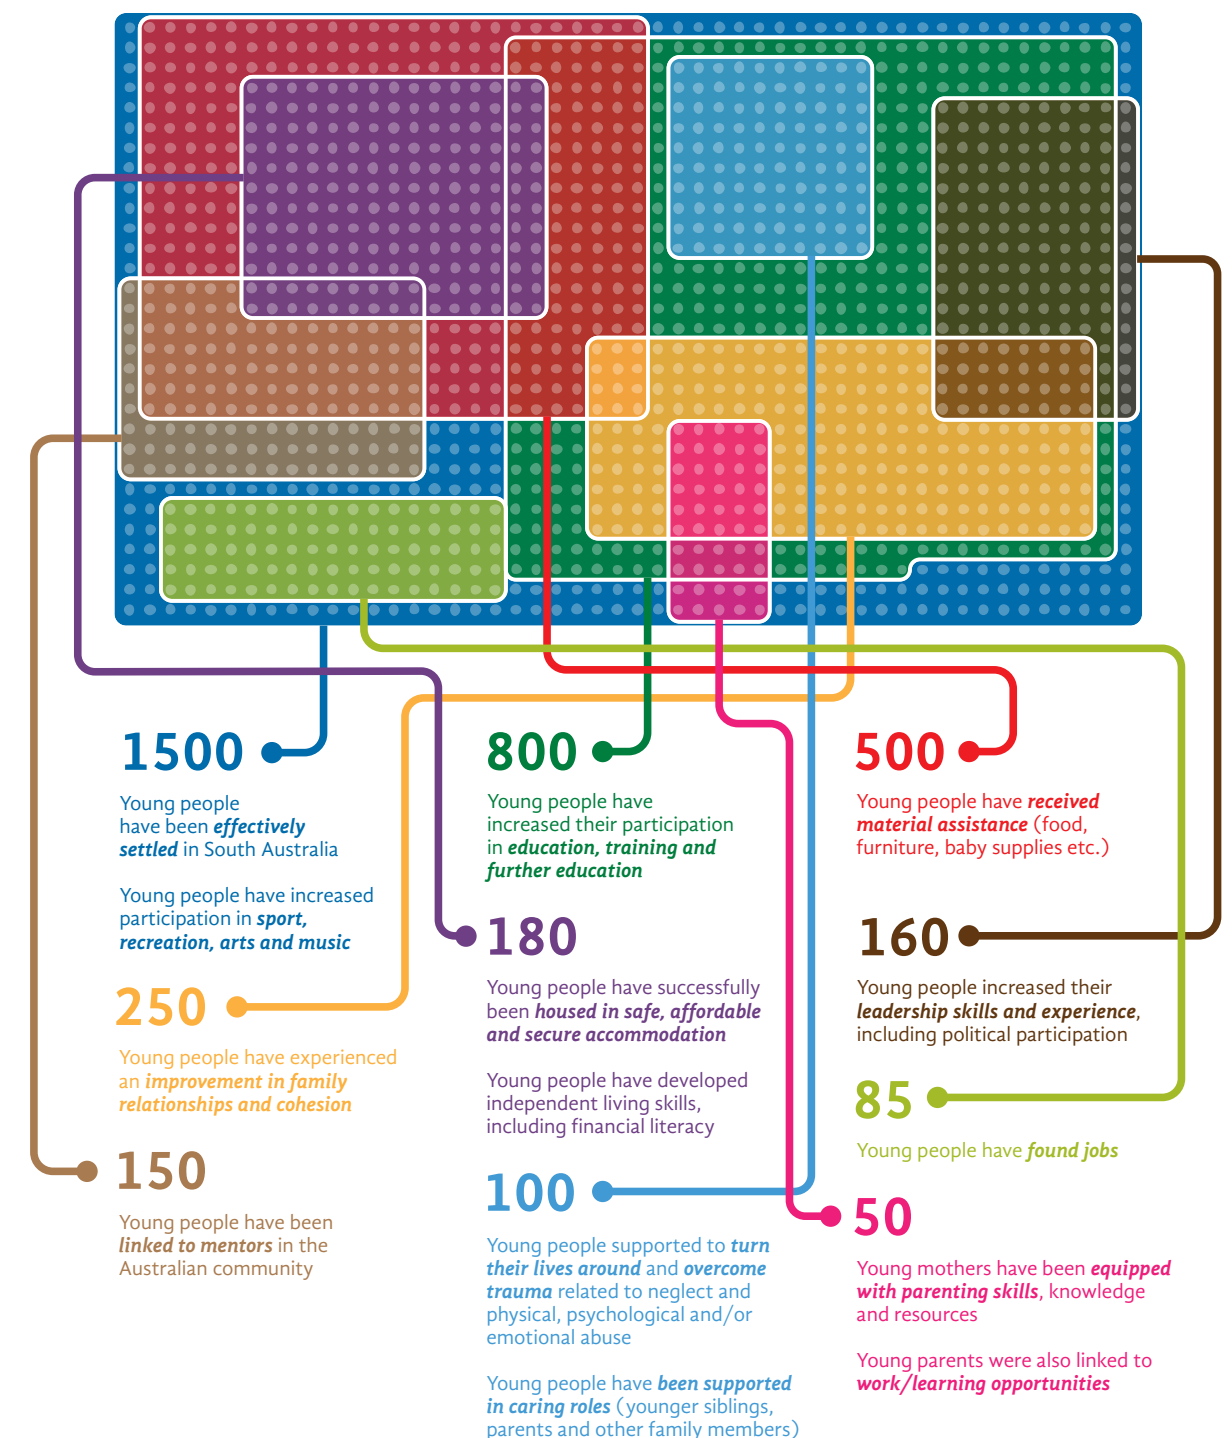 1500
Young people
have been effectively
settled in South Australia
Young people have increased
participation in sport,
recreation, arts and music
250
Young people have experienced
an improvement in family
relationships and cohesion
150
Young people have been
linked to mentors in the
Australian community
800
Young people have
increased their participation
in education, training and
further education
180
Young people have successfully
been housed in safe, affordable
and secure accommodation
Young people have developed
independent living skills,
including financial literacy
100
Young people supported to turn
their lives around and overcome
trauma related to neglect and
physical, psychological and/or
emotional abuse
Young people have been supported
in caring roles (younger siblings,
parents and other family members)
500
Young people have received
material assistance (food,
furniture, baby supplies etc.)
160
Young people increased their
leadership skills and experience,
including political participation
85
Young people have found jobs
50
Young mothers have been equipped
with parenting skills, knowledge
and resources
Young parents were also linked to
work/learning opportunities